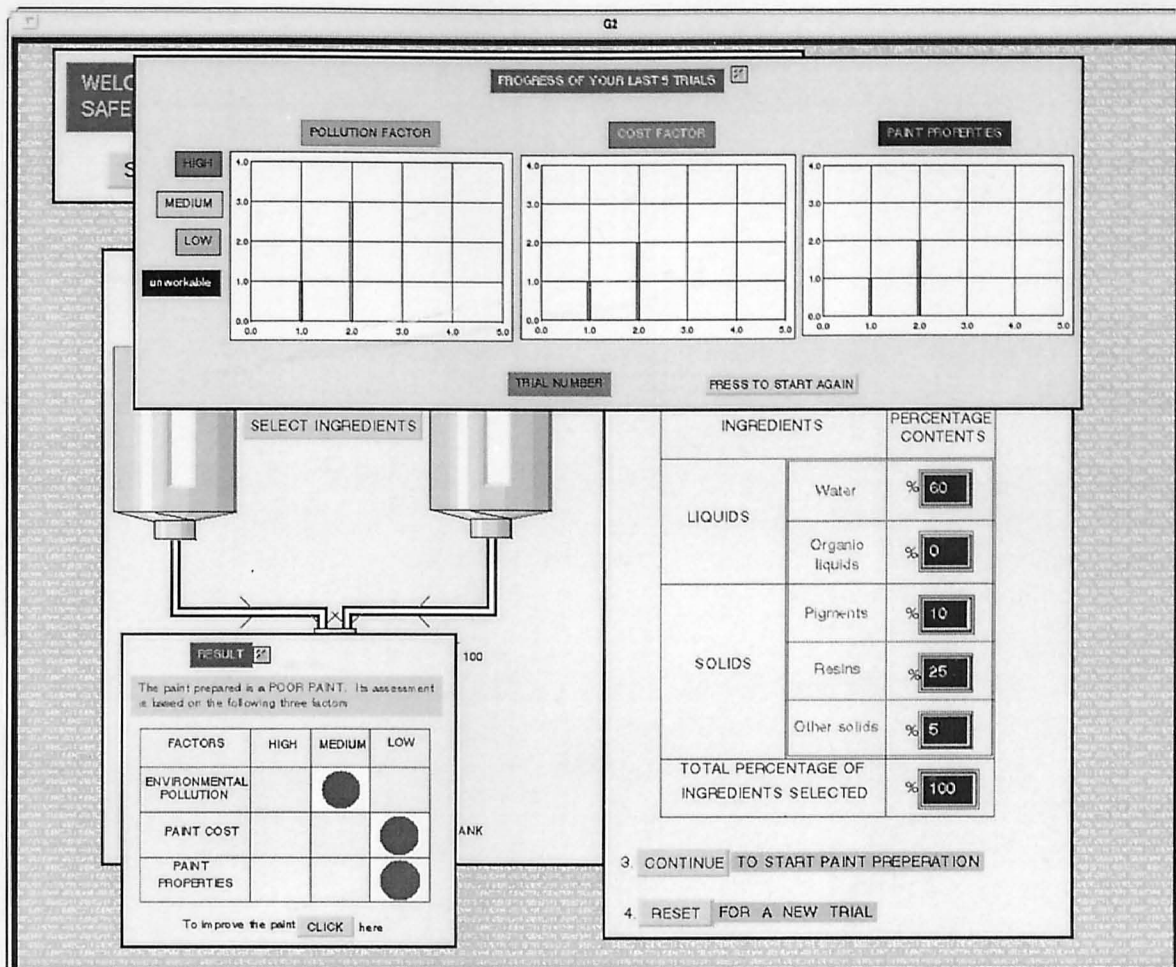 G2
WELC
SAFE
S
PROGRESS OF YOUR LAST 5 TRIALS
POLLUTION FACTOR
COST FACTOR
PAINT PROPERTIES
HIGH
MEDIUM
LOW
unworkable
4.0
3.0
2.0
1.0
0.0
0.0 1.0 2.0 3.0 4.0 5.0
4.0
3.0
2.0
1.0
0.0
0.0 1.0 2.0 3.0 4.0 5.0
4.0
3.0
2.0
1.0
0.0
0.0 1.0 2.0 3.0 4.0 5.0
TRIAL NUMBER
PRESS TO START AGAIN
SELECT INGREDIENTS
100
ANK
INGREDIENTS
PERCENTAGE
CONTENTS
LIQUIDS
Water
% 60
Organic
liquids
% 0
SOLIDS
Pigments
% 10
Resins
% 25
Other solids
% 5
TOTAL PERCENTAGE OF
INGREDIENTS SELECTED
% 100
3. CONTINUE TO START PAINT PREPERATION
4. RESET FOR A NEW TRIAL
RESULT
The paint prepared is a POOR PAINT. Its assessment
is based on the following three factors
FACTORS HIGH MEDIUM LOW
ENVIRONMENTAL
POLLUTION
PAINT COST
PAINT
PROPERTIES
To improve the paint CLICK here